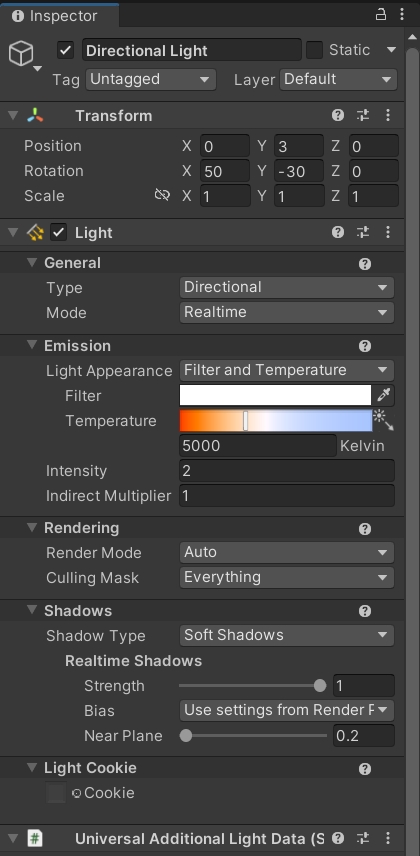 Inspector
Directional Light Static
Tag Untagged Layer Default
Transform
Position X 0 Y 3 Z 0
Rotation X 50 Y -30 Z 0
Scale X 1 Y 1 Z 1
Light
General
Type Directional
Mode Realtime
Emission
Light Appearance Filter and Temperature
Filter
Temperature
5000 Kelvin
Intensity 2
Indirect Multiplier 1
Rendering
Render Mode Auto
Culling Mask Everything
Shadows
Shadow Type Soft Shadows
Realtime Shadows
Strength 1
Bias Use settings from Render P
Near Plane 0.2
Light Cookie
Cookie
# Universal Additional Light Data (S